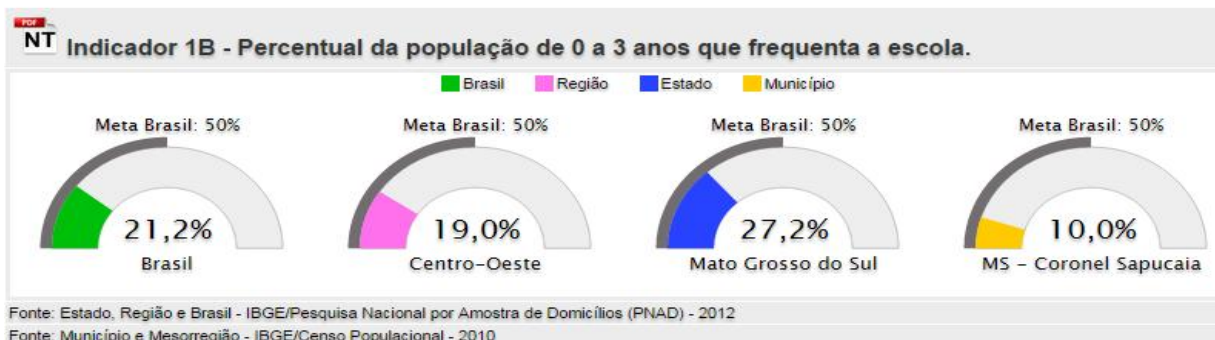 PDF
NT
Indicador 1B - Percentual da população de 0 a 3 anos que frequenta a escola.
Brasil Região Estado Município
Meta Brasil: 50% Meta Brasil: 50% Meta Brasil: 50% Meta Brasil: 50%
21,2% 19,0% 27,2% 10,0%
Brasil Centro-Oeste Mato Grosso do Sul MS - Coronel Sapucaia
Fonte: Estado, Região e Brasil - IBGE/Pesquisa Nacional por Amostra de Domicílios (PNAD) - 2012
Fonte: Município e Mesorregião - IBGE/Censo Populacional - 2010